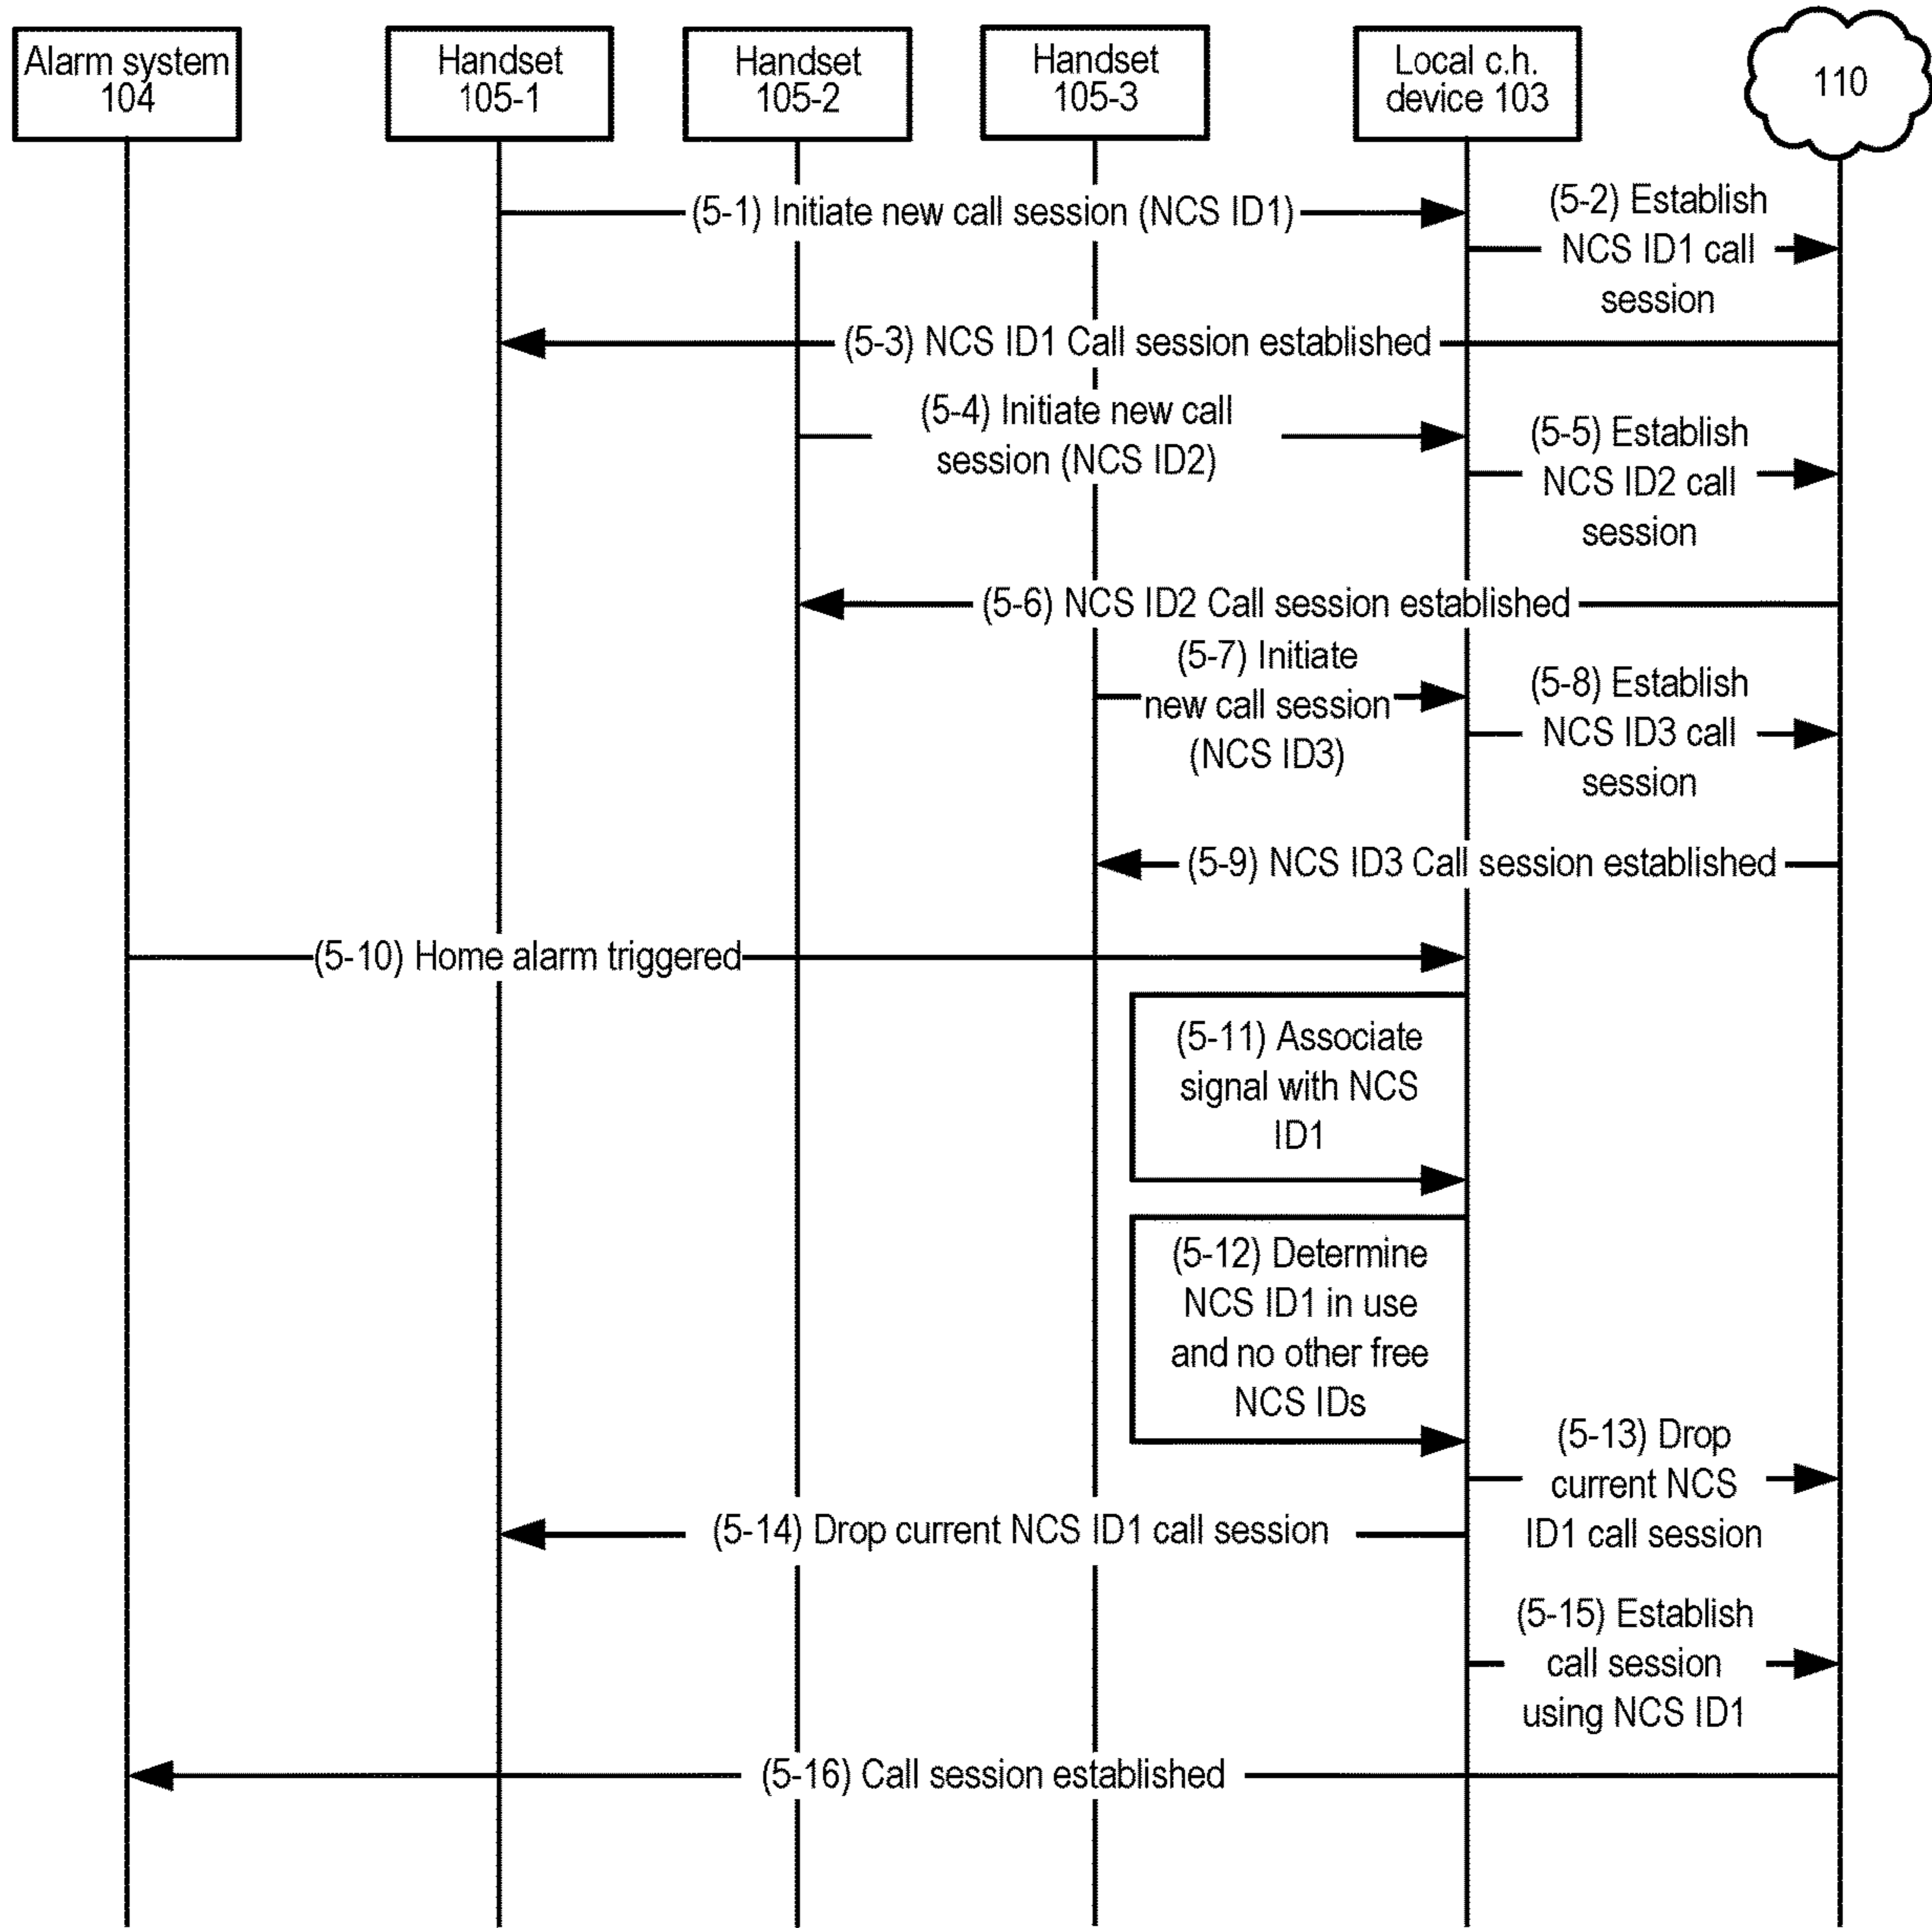 Alarm system
104
Handset
105-1
Handset
105-2
Handset
105-3
Local c.h.
device 103
110
(5-1) Initiate new call session (NCS ID1)
(5-2) Establish
NCS ID1 call
session
(5-3) NCS ID1 Call session established
(5-4) Initiate new call
session (NCS ID2)
(5-5) Establish
NCS ID2 call
session
(5-6) NCS ID2 Call session established
(5-7) Initiate
new call session
(NCS ID3)
(5-8) Establish
NCS ID3 call
session
(5-9) NCS ID3 Call session established
(5-10) Home alarm triggered
(5-11) Associate
signal with NCS
ID1
(5-12) Determine
NCS ID1 in use
and no other free
NCS IDs
(5-13) Drop
current NCS
ID1 call session
(5-14) Drop current NCS ID1 call session
(5-15) Establish
call session
using NCS ID1
(5-16) Call session established